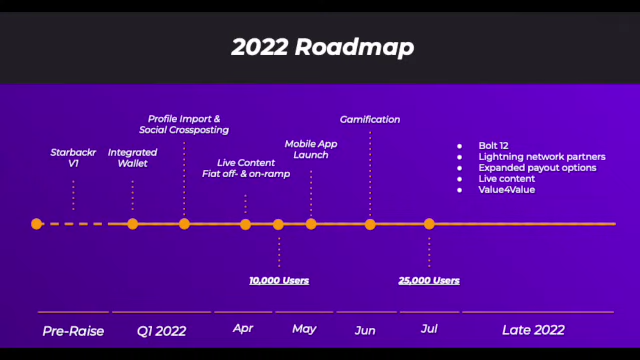 2022 Roadmap
Profile Import &
Social Crossposting
Gamification
Starbackr
V1
Integrated
Wallet
Live Content
Fiat off- & on-ramp
Mobile App
Launch
Bolt 12
Lightning network partners
Expanded payout options
Live content
Value4Value
10,000 Users
25,000 Users
Pre-Raise
Q1 2022
Apr
May
Jun
Jul
Late 2022